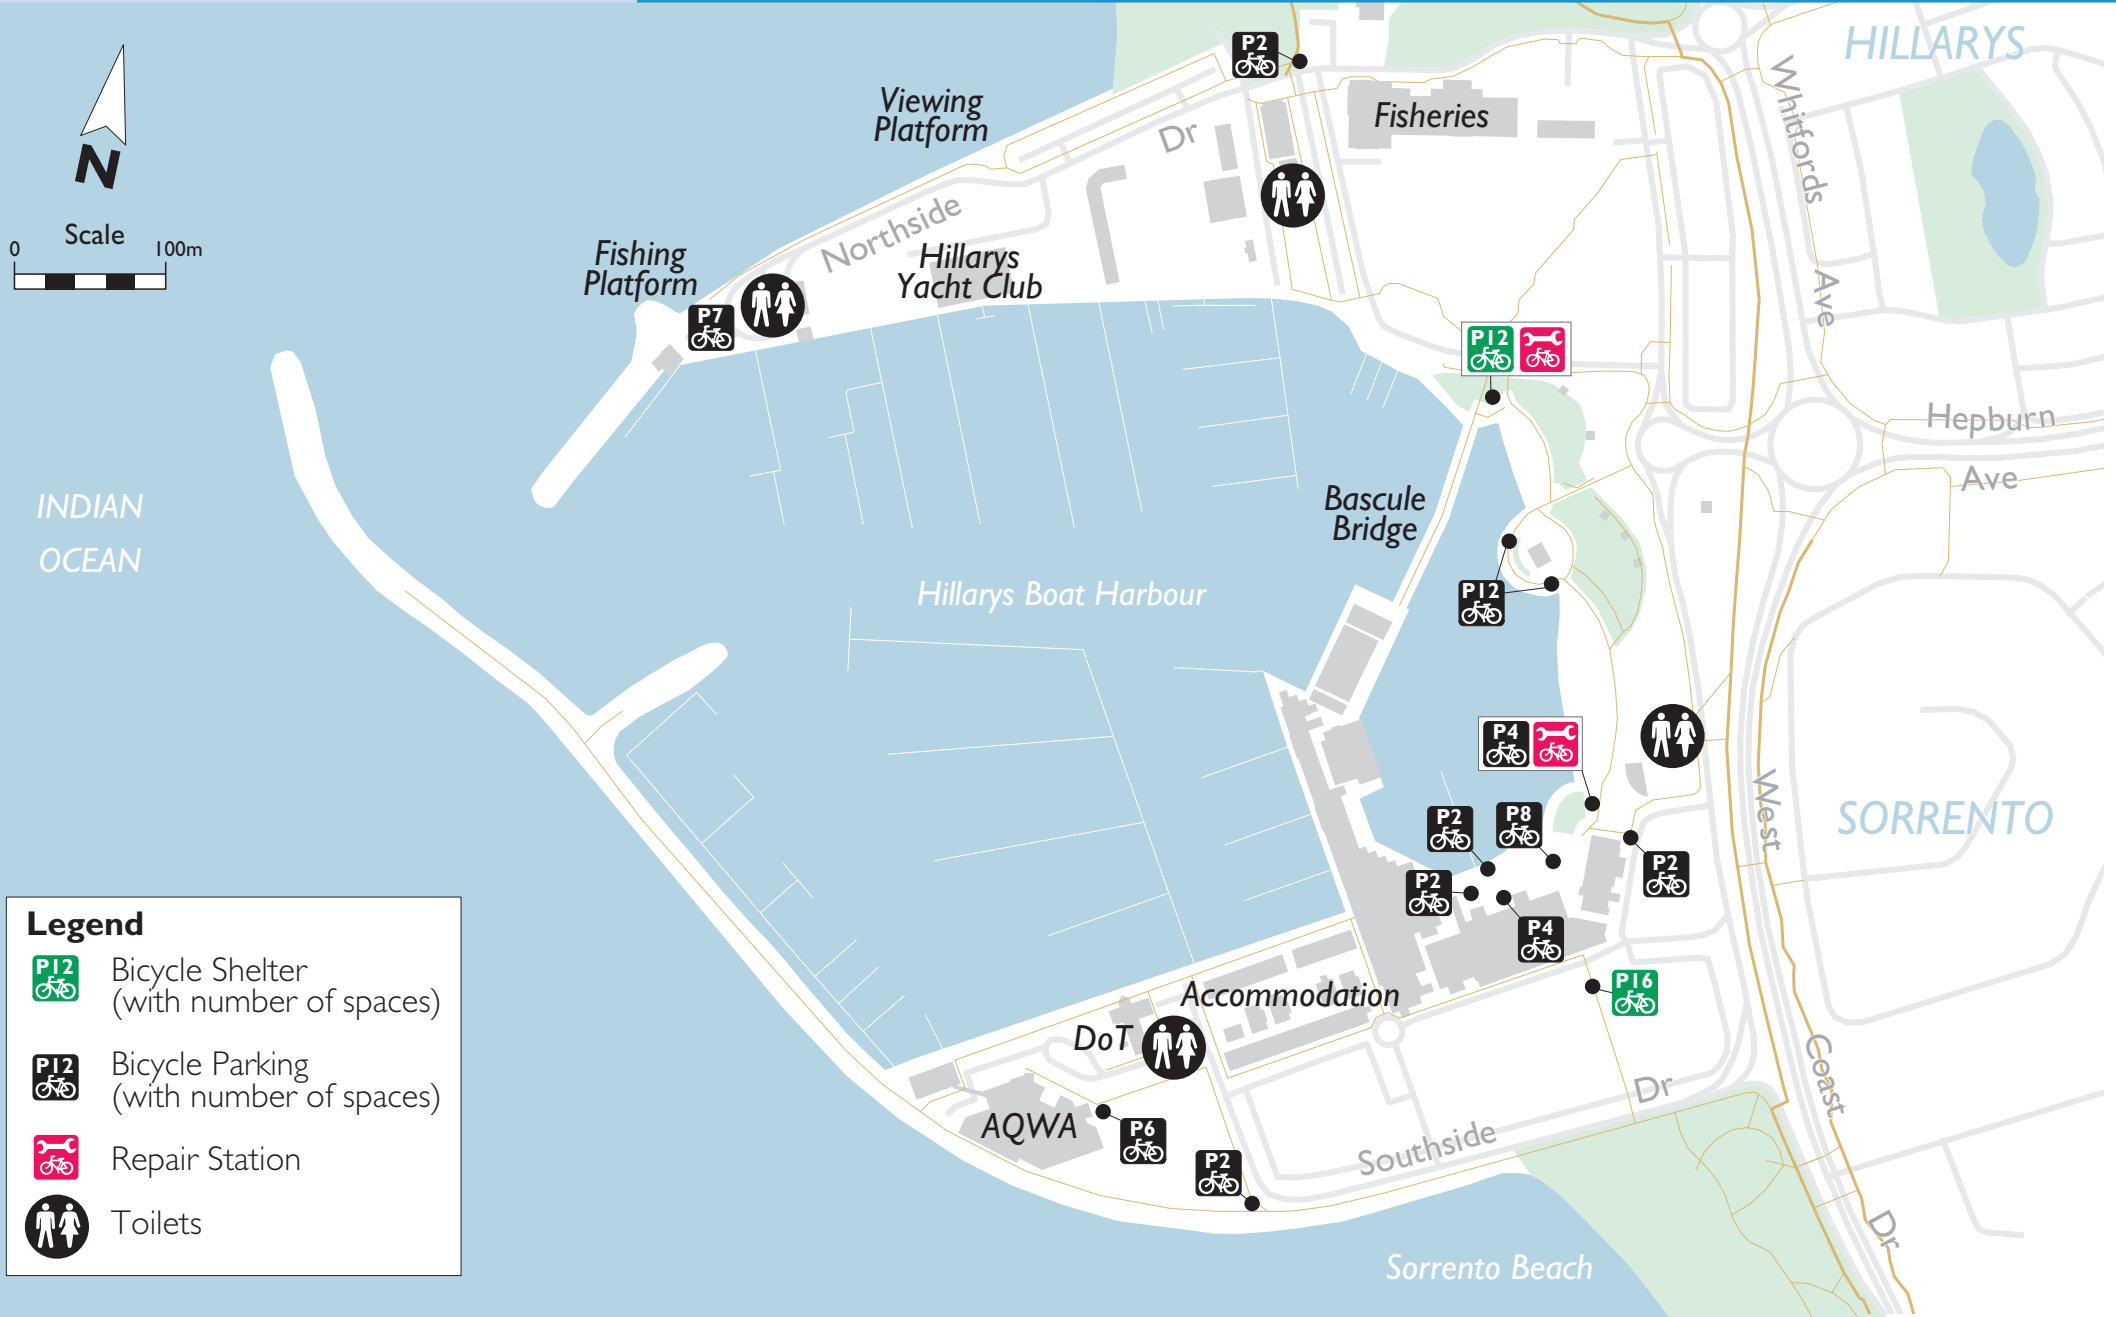 HILLARYS
P2
Viewing
Platform
Fisheries
Dr
Whitfords
N
Scale
0
100m
Northside
Fishing
Platform
Hillarys
Yacht Club
Ave
P7
P12
Hepburn
Ave
INDIAN
OCEAN
Bascule
Bridge
Hillarys Boat Harbour
P12
P4
West
SORRENTO
P2
P8
P2
P2
P4
P16
Accommodation
DoT
Coast
Dr
AQWA
P6
Southside
P2
Dr
Sorrento Beach
Legend
P12
Bicycle Shelter
(with number of spaces)
P12
Bicycle Parking
(with number of spaces)
Repair Station
Toilets